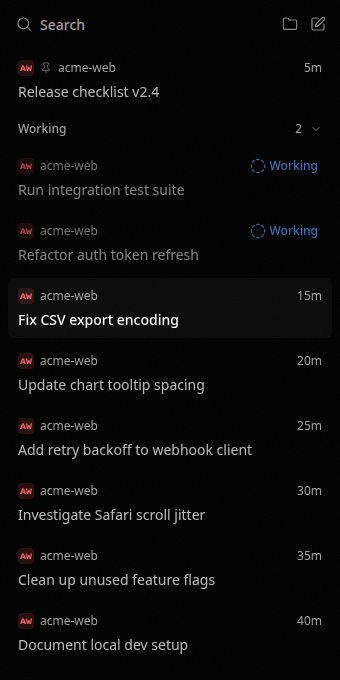 Search
AW acme-web 5m
Release checklist v2.4
Working 2
AW acme-web Working
Run integration test suite
AW acme-web Working
Refactor auth token refresh
AW acme-web 15m
Fix CSV export encoding
AW acme-web 20m
Update chart tooltip spacing
AW acme-web 25m
Add retry backoff to webhook client
AW acme-web 30m
Investigate Safari scroll jitter
AW acme-web 35m
Clean up unused feature flags
AW acme-web 40m
Document local dev setup